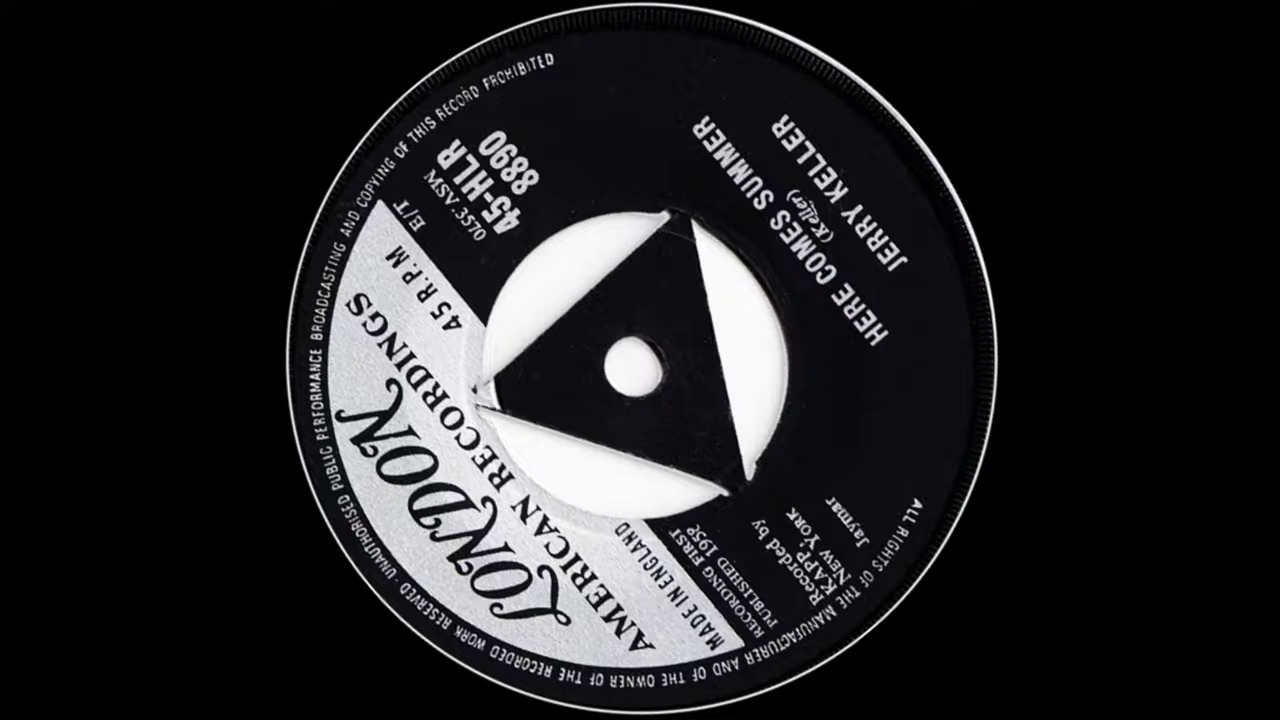 ALL RIGHTS OF THE MANUFACTURER AND OF THE OWNER OF THE RECORDED WORK RESERVED · UNAUTHORISED PUBLIC PERFORMANCE BROADCASTING AND COPYING OF THIS RECORD PROHIBITED
LONDON
AMERICAN RECORDINGS
MADE IN ENGLAND
45 R.P.M
RECORDING FIRST
PUBLISHED
E/T
Recorded by
KAPP
NEW YORK
Jaymar
MSV.3570
45-HLR
8890
HERE COMES SUMMER
(Keller)
JERRY KELLER